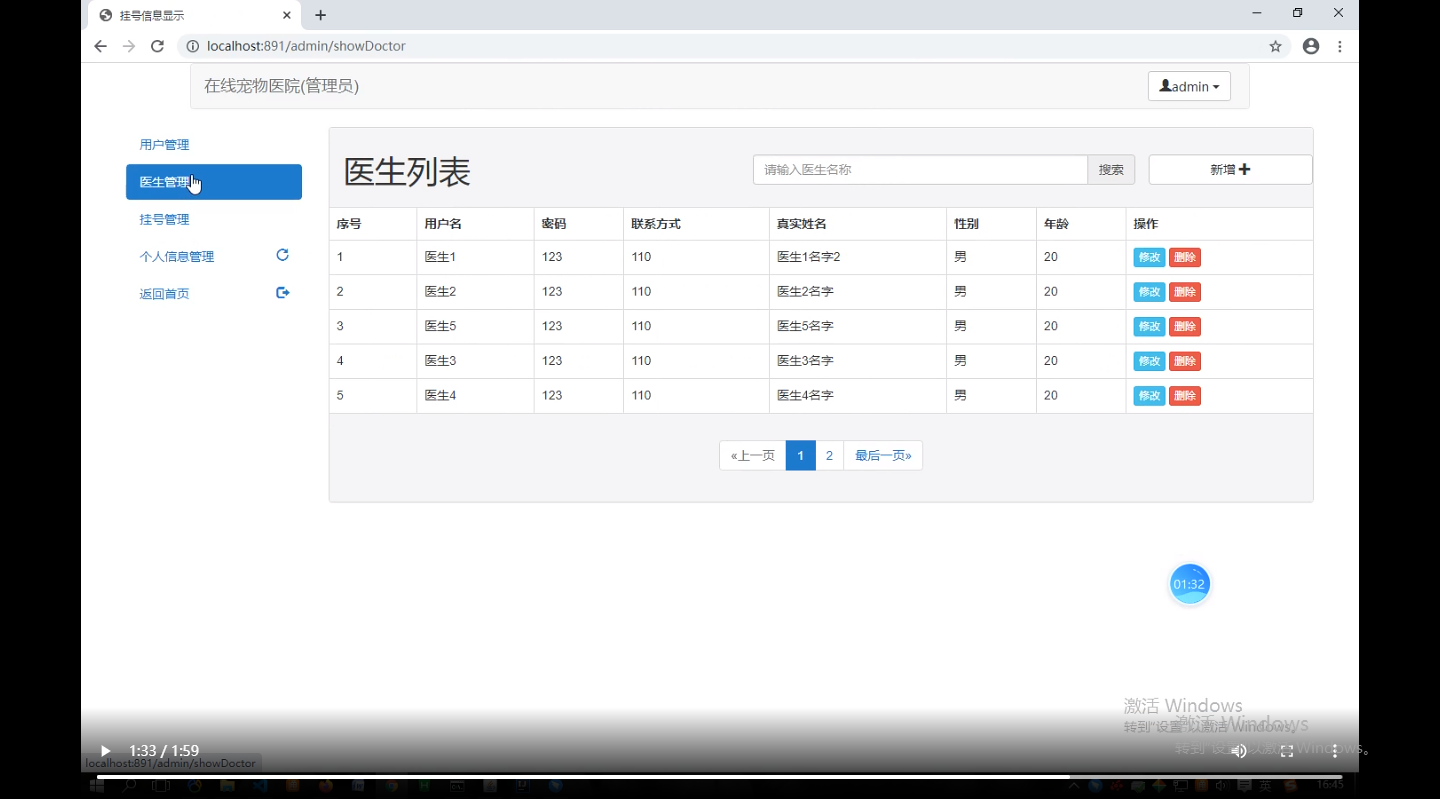 挂号信息显示
localhost:891/admin/showDoctor
在线宠物医院(管理员)
admin
用户管理
医生管理
挂号管理
个人信息管理
返回首页
医生列表
请输入医生名称 搜索 新增
序号 用户名 密码 联系方式 真实姓名 性别 年龄 操作
1 医生1 123 110 医生1名字2 男 20 修改 删除
2 医生2 123 110 医生2名字 男 20 修改 删除
3 医生5 123 110 医生5名字 男 20 修改 删除
4 医生3 123 110 医生3名字 男 20 修改 删除
5 医生4 123 110 医生4名字 男 20 修改 删除
«上一页 1 2 最后一页»
01:32
激活 Windows
转到"设置"以激活 Windows。
激活 Windows
转到"设置"以激活 Windows。
1:33 / 1:59
localhost:891/admin/showDoctor
英 16:45